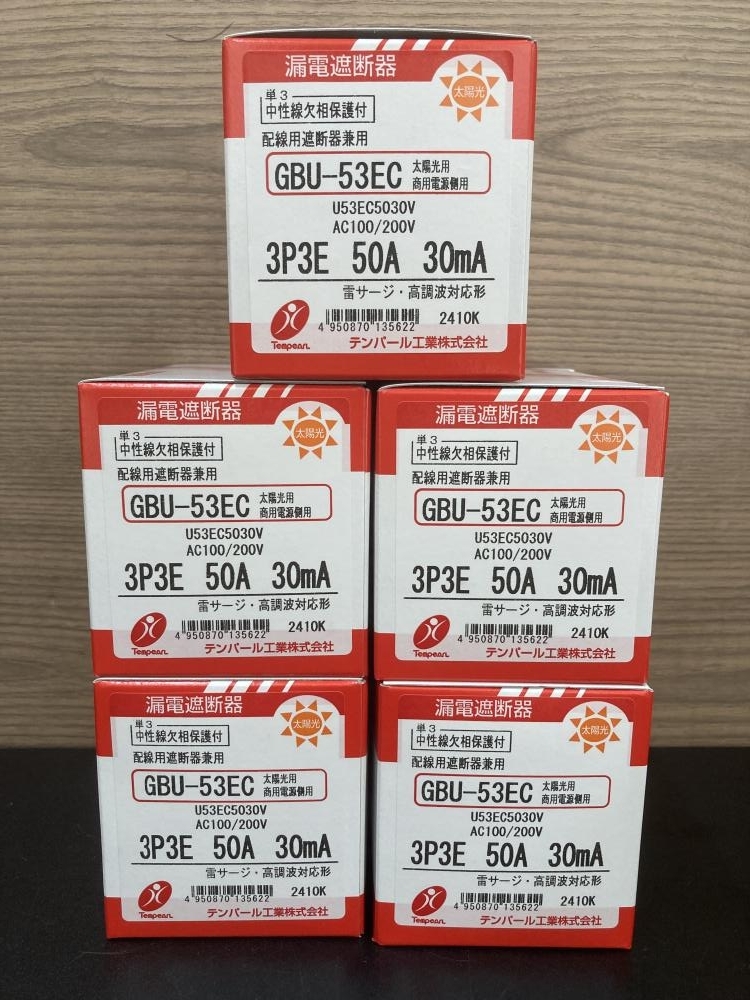 漏電遮断器
太陽光
単3
中性線欠相保護付
配線用遮断器兼用
GBU-53EC 太陽光用
商用電源側用
U53EC5030V
AC100/200V
3P3E 50A 30mA
雷サージ・高調波対応形
4 950870 135622 2410K
Tempearl テンパール工業株式会社
漏電遮断器
太陽光
単3
中性線欠相保護付
配線用遮断器兼用
GBU-53EC 太陽光用
商用電源側用
U53EC5030V
AC100/200V
3P3E 50A 30mA
雷サージ・高調波対応形
4 950870 135622 2410K
Tempearl テンパール工業株式会社
漏電遮断器
太陽光
単3
中性線欠相保護付
配線用遮断器兼用
GBU-53EC 太陽光用
商用電源側用
U53EC5030V
AC100/200V
3P3E 50A 30mA
雷サージ・高調波対応形
4 950870 135622 2410K
Tempearl テンパール工業株式会社
漏電遮断器
太陽光
単3
中性線欠相保護付
配線用遮断器兼用
GBU-53EC 太陽光用
商用電源側用
U53EC5030V
AC100/200V
3P3E 50A 30mA
雷サージ・高調波対応形
4 950870 135622 2410K
Tempearl テンパール工業株式会社
漏電遮断器
太陽光
単3
中性線欠相保護付
配線用遮断器兼用
GBU-53EC 太陽光用
商用電源側用
U53EC5030V
AC100/200V
3P3E 50A 30mA
雷サージ・高調波対応形
4 950870 135622 2410K
Tempearl テンパール工業株式会社